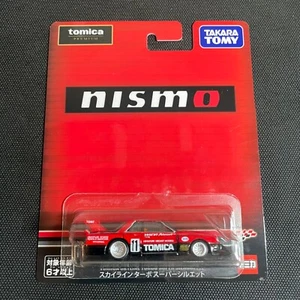 tomica
PREMIUM
TAKARA
TOMY
nismo
11
TOMICA
対象年齢
6才以上
スカイライン ターボ スーパーシルエット